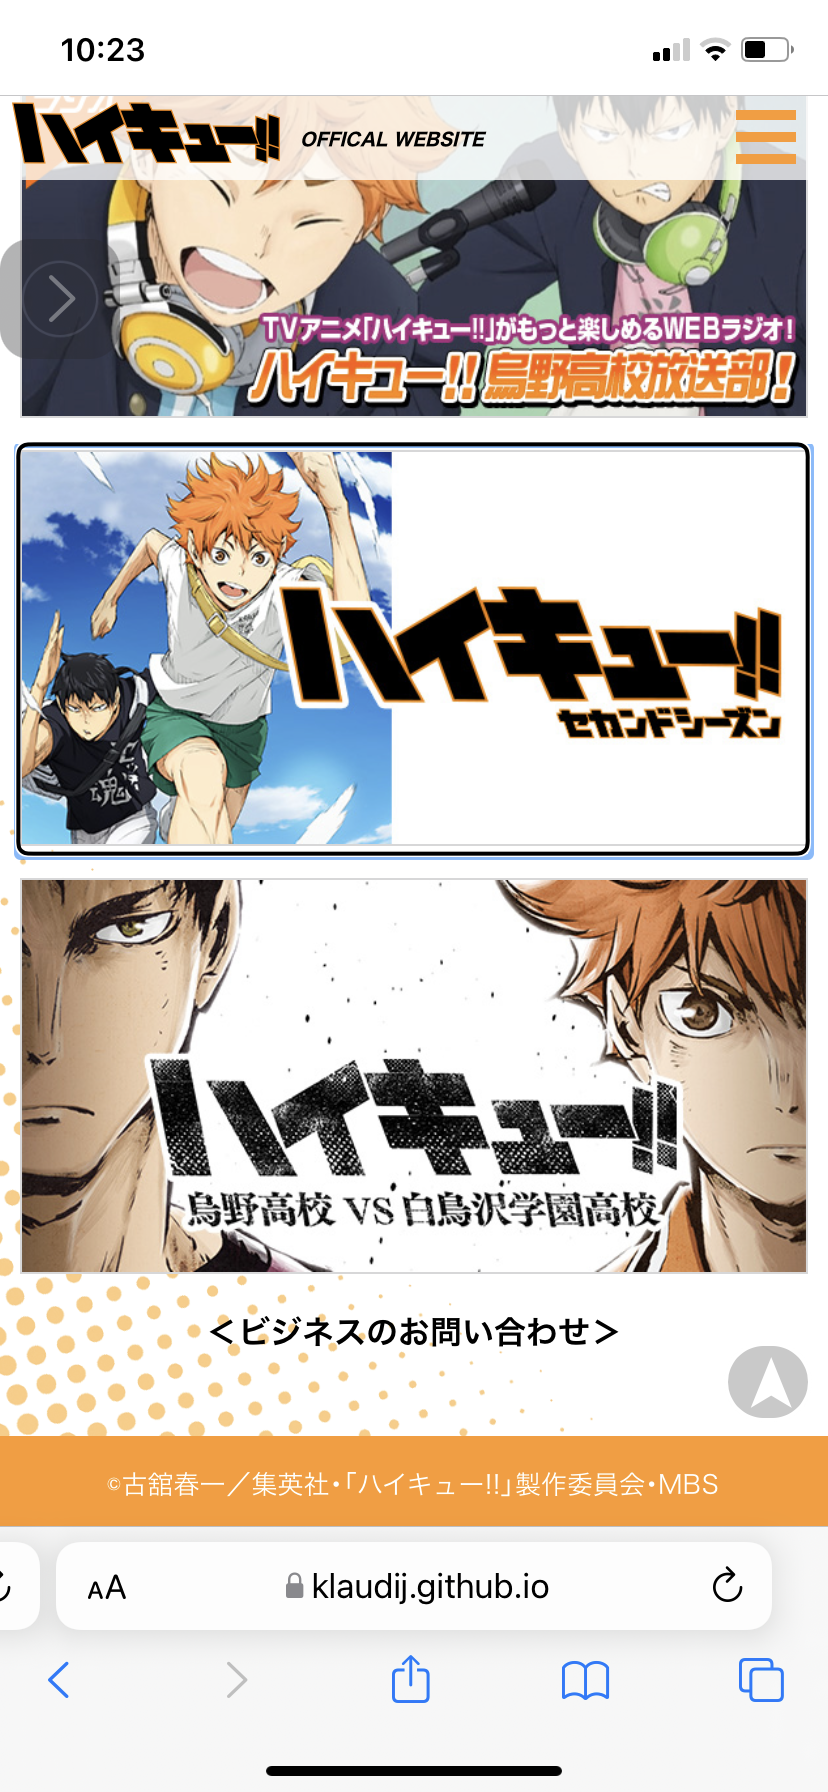 10:23
ハイキュー!!
OFFICAL WEBSITE
TVアニメ「ハイキュー!!」がもっと楽しめるWEBラジオ!
ハイキュー!! 烏野高校放送部!
ハイキュー!!
セカンドシーズン
魂
ハイキュー!!
烏野高校 VS 白鳥沢学園高校
＜ビジネスのお問い合わせ＞
©古舘春一／集英社・「ハイキュー!!」製作委員会・MBS
AA
klaudij.github.io